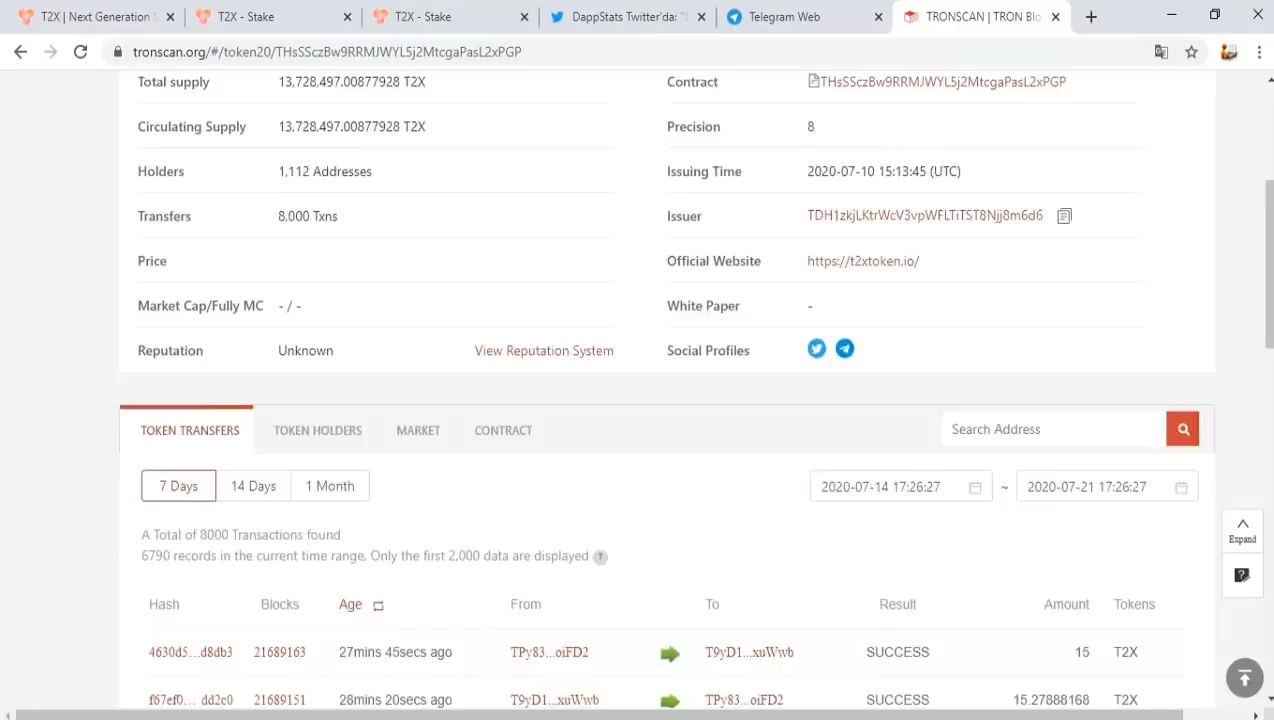 T2X | Next Generation S
T2X - Stake
T2X - Stake
DappStats Twitter'da: "E
Telegram Web
TRONSCAN | TRON Blo
tronscan.org/#/token20/THsSSczBw9RRMJWYL5j2MtcgaPasL2xPGP
Total supply 13,728,497.00877928 T2X
Contract THsSSczBw9RRMJWYL5j2MtcgaPasL2xPGP
Circulating Supply 13,728,497.00877928 T2X
Precision 8
Holders 1,112 Addresses
Issuing Time 2020-07-10 15:13:45 (UTC)
Transfers 8,000 Txns
Issuer TDH1zkjLKtrWcV3vpWFLTiTST8Njj8m6d6
Price
Official Website https://t2xtoken.io/
Market Cap/Fully MC - / -
White Paper -
Reputation Unknown View Reputation System
Social Profiles
TOKEN TRANSFERS TOKEN HOLDERS MARKET CONTRACT
Search Address
7 Days 14 Days 1 Month
2020-07-14 17:26:27 ~ 2020-07-21 17:26:27
Expand
A Total of 8000 Transactions found
6790 records in the current time range, Only the first 2,000 data are displayed ?
Hash Blocks Age From To Result Amount Tokens
4630d5...d8db3 21689163 27mins 45secs ago TPy83...oiFD2 T9yD1...xuWwb SUCCESS 15 T2X
f67ef0... dd2c0 21689151 28mins 20secs ago T9yD1...xuWwb TPy83...oiFD2 SUCCESS 15.27888168 T2X